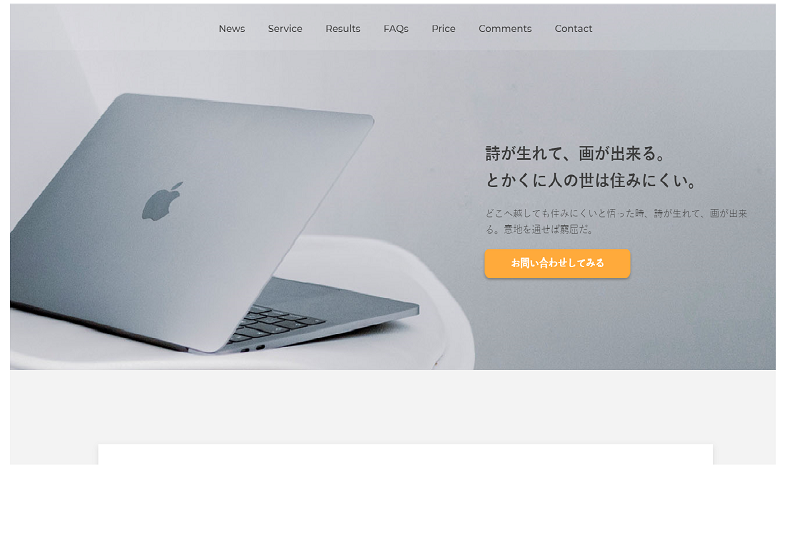 News Service Results FAQs Price Comments Contact
詩が生れて、画が出来る。
とかくに人の世は住みにくい。
どこへ越しても住みにくいと悟った時、詩が生れて、画が出来
る。意地を通せば窮屈だ。
お問い合わせしてみる